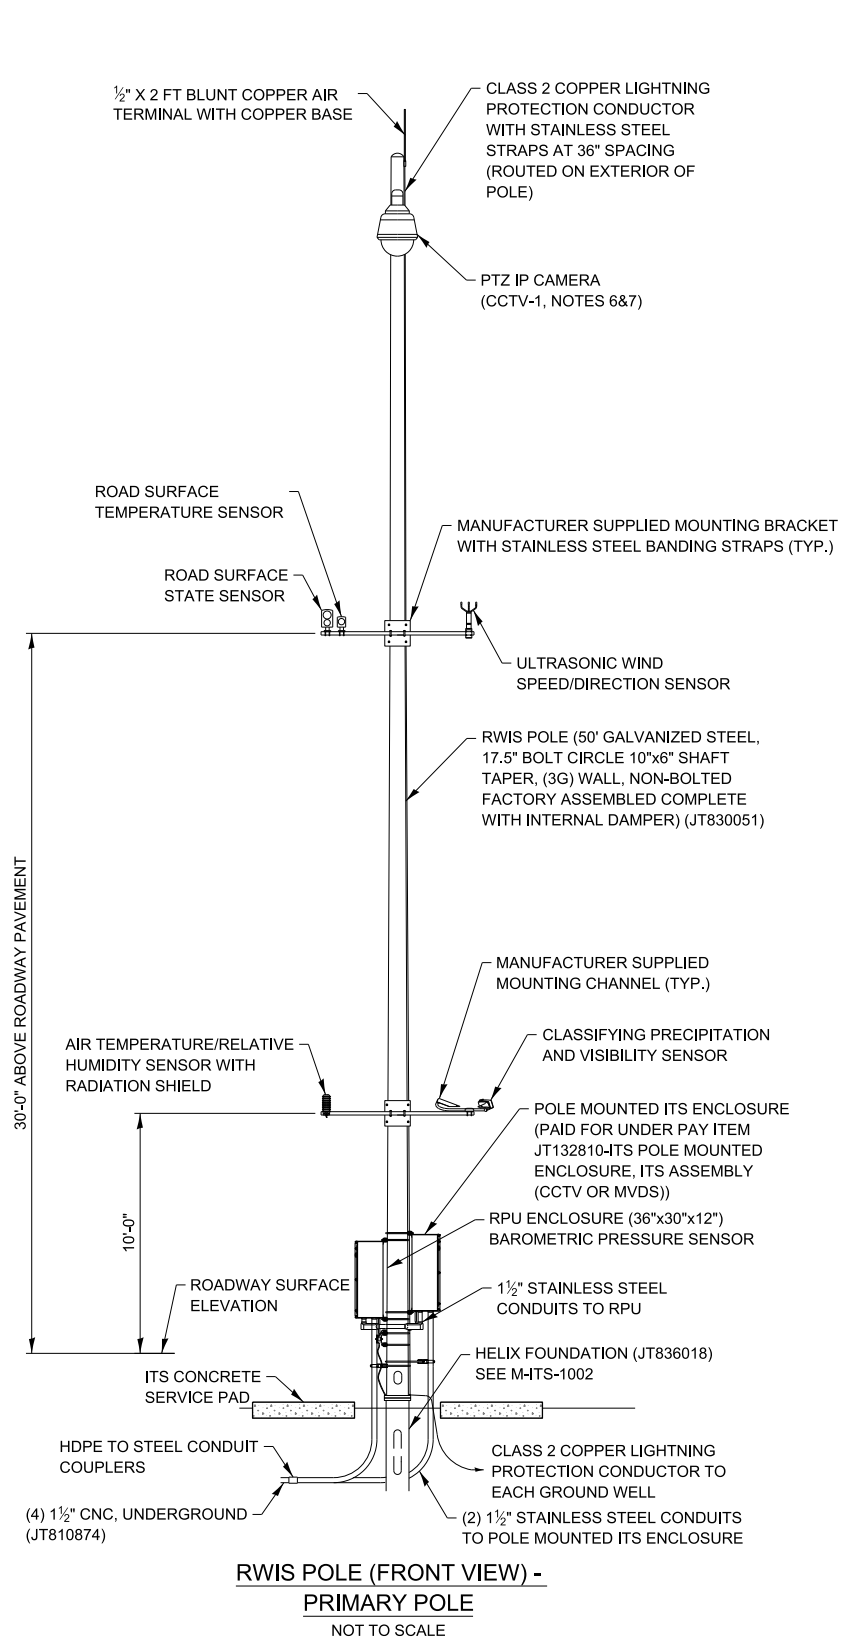 ½" X 2 FT BLUNT COPPER AIR
TERMINAL WITH COPPER BASE
CLASS 2 COPPER LIGHTNING
PROTECTION CONDUCTOR
WITH STAINLESS STEEL
STRAPS AT 36" SPACING
(ROUTED ON EXTERIOR OF
POLE)
PTZ IP CAMERA
(CCTV-1, NOTES 6&7)
ROAD SURFACE
TEMPERATURE SENSOR
MANUFACTURER SUPPLIED MOUNTING BRACKET
WITH STAINLESS STEEL BANDING STRAPS (TYP.)
ROAD SURFACE
STATE SENSOR
ULTRASONIC WIND
SPEED/DIRECTION SENSOR
RWIS POLE (50' GALVANIZED STEEL,
17.5" BOLT CIRCLE 10"x6" SHAFT
TAPER, (3G) WALL, NON-BOLTED
FACTORY ASSEMBLED COMPLETE
WITH INTERNAL DAMPER) (JT830051)
30'-0" ABOVE ROADWAY PAVEMENT
MANUFACTURER SUPPLIED
MOUNTING CHANNEL (TYP.)
AIR TEMPERATURE/RELATIVE
HUMIDITY SENSOR WITH
RADIATION SHIELD
CLASSIFYING PRECIPITATION
AND VISIBILITY SENSOR
POLE MOUNTED ITS ENCLOSURE
(PAID FOR UNDER PAY ITEM
JT132810-ITS POLE MOUNTED
ENCLOSURE, ITS ASSEMBLY
(CCTV OR MVDS))
10'-0"
RPU ENCLOSURE (36"x30"x12")
BAROMETRIC PRESSURE SENSOR
ROADWAY SURFACE
ELEVATION
1½" STAINLESS STEEL
CONDUITS TO RPU
HELIX FOUNDATION (JT836018)
SEE M-ITS-1002
ITS CONCRETE
SERVICE PAD
HDPE TO STEEL CONDUIT
COUPLERS
CLASS 2 COPPER LIGHTNING
PROTECTION CONDUCTOR TO
EACH GROUND WELL
(4) 1½" CNC, UNDERGROUND
(JT810874)
(2) 1½" STAINLESS STEEL CONDUITS
TO POLE MOUNTED ITS ENCLOSURE
RWIS POLE (FRONT VIEW) -
PRIMARY POLE
NOT TO SCALE